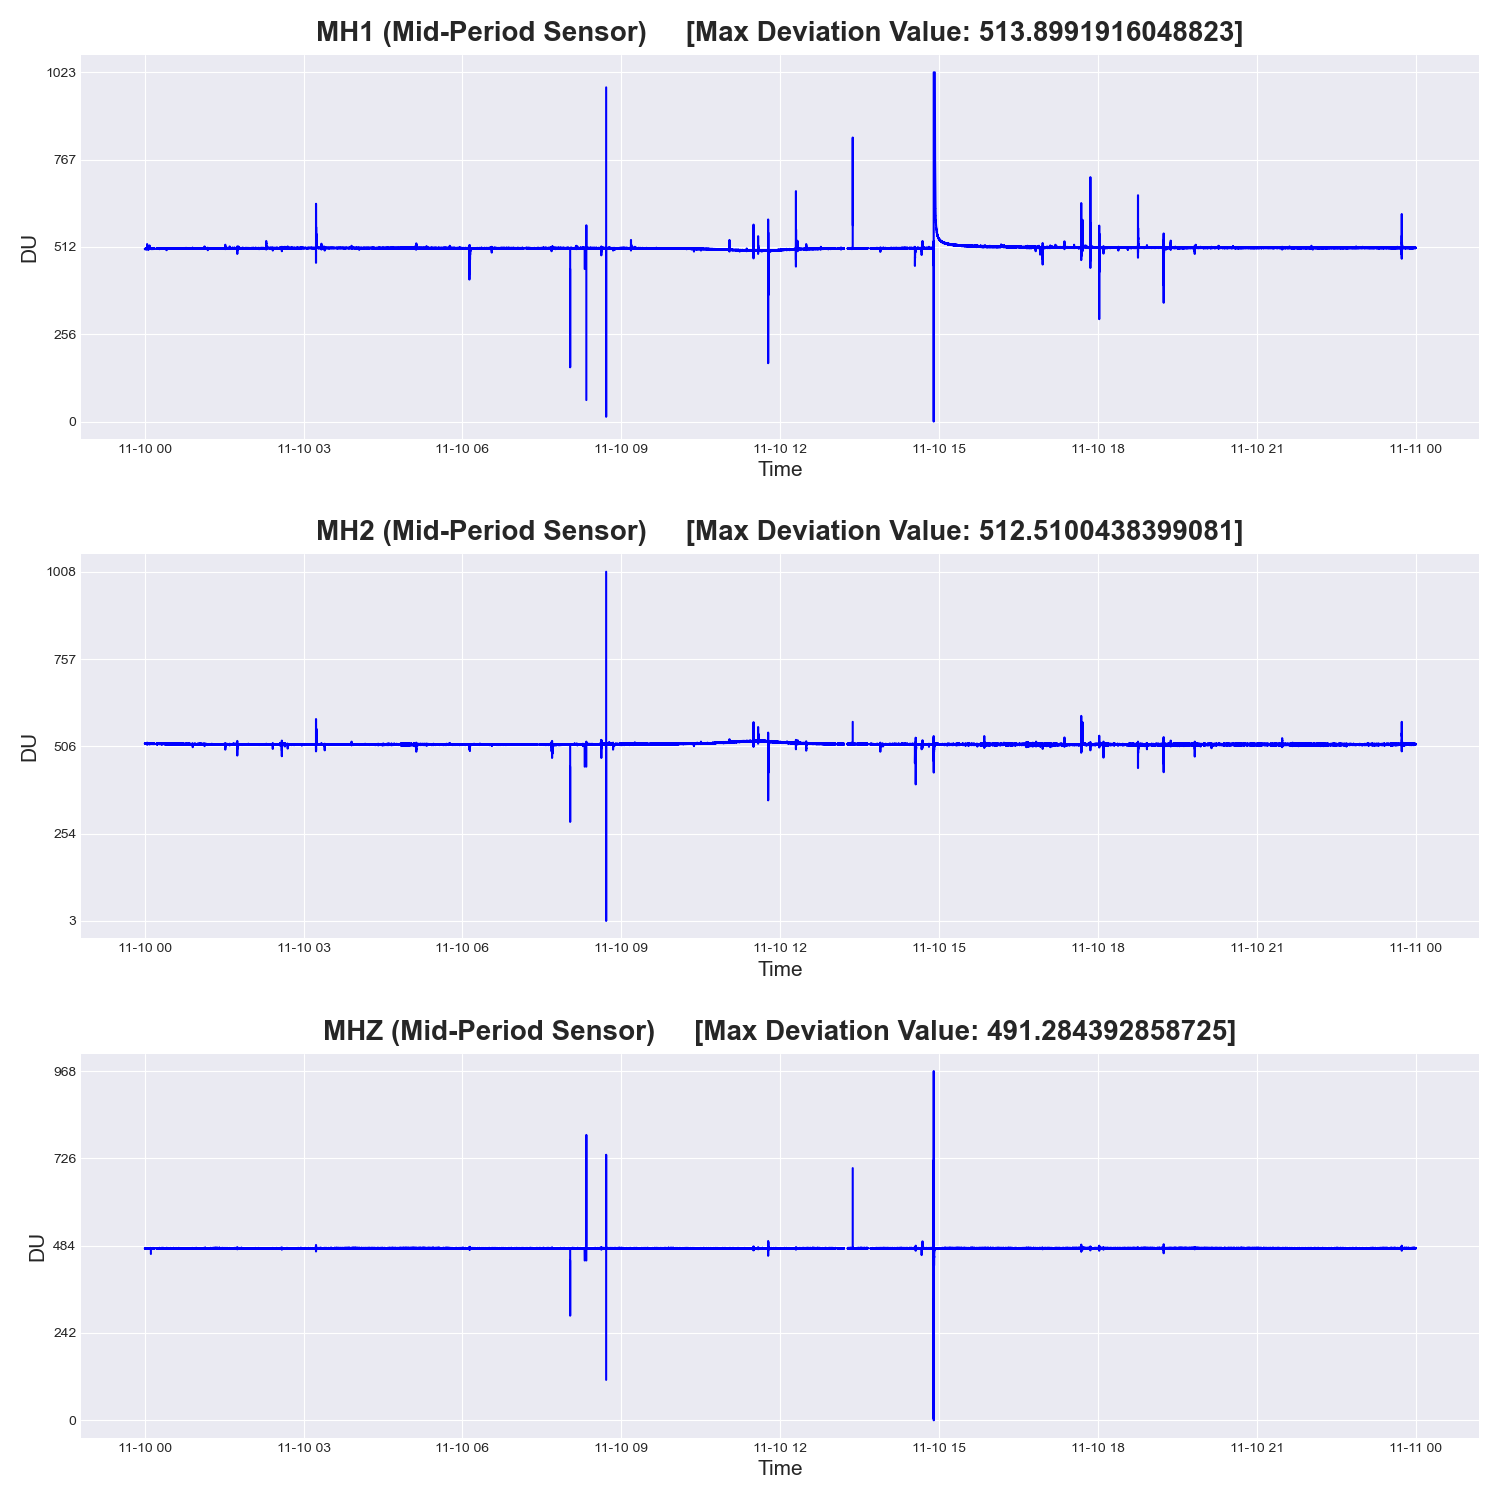 MH1 (Mid-Period Sensor) [Max Deviation Value: 513.8991916048823]
1023
767
512
256
0
DU
11-10 00 11-10 03 11-10 06 11-10 09 11-10 12 11-10 15 11-10 18 11-10 21 11-11 00
Time
MH2 (Mid-Period Sensor) [Max Deviation Value: 512.5100438399081]
1008
757
506
254
3
DU
11-10 00 11-10 03 11-10 06 11-10 09 11-10 12 11-10 15 11-10 18 11-10 21 11-11 00
Time
MHZ (Mid-Period Sensor) [Max Deviation Value: 491.284392858725]
968
726
484
242
0
DU
11-10 00 11-10 03 11-10 06 11-10 09 11-10 12 11-10 15 11-10 18 11-10 21 11-11 00
Time